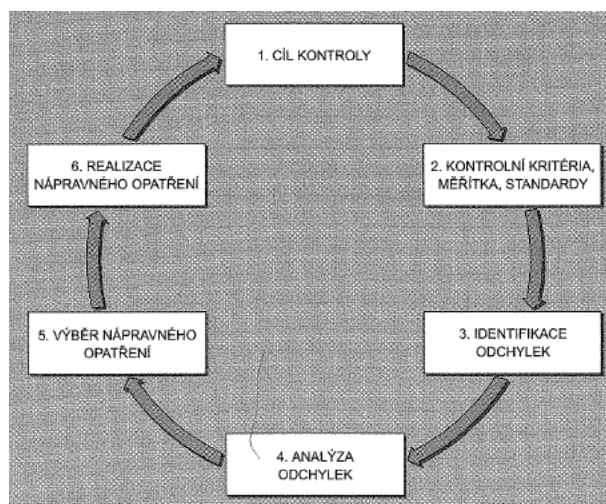 1. CÍL KONTROLY
2. KONTROLNÍ KRITÉRIA,
MĚŘÍTKA, STANDARDY
3. IDENTIFIKACE
ODCHYLEK
4. ANALÝZA
ODCHYLEK
5. VÝBĚR NÁPRAVNÉHO
OPATŘENÍ
6. REALIZACE
NÁPRAVNÉHO OPATŘENÍ